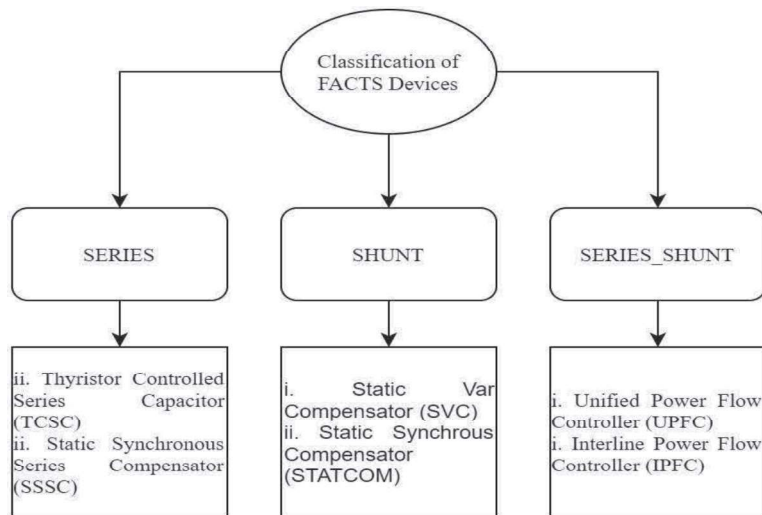 Classification of
FACTS Devices
SERIES
SHUNT
SERIES_SHUNT
ii. Thyristor Controlled
Series Capacitor
(TCSC)
ii. Static Synchronous
Series Compensator
(SSSC)
i. Static Var
Compensator (SVC)
ii. Static Synchrous
Compensator
(STATCOM)
i. Unified Power Flow
Controller (UPFC)
i. Interline Power Flow
Controller (IPFC)